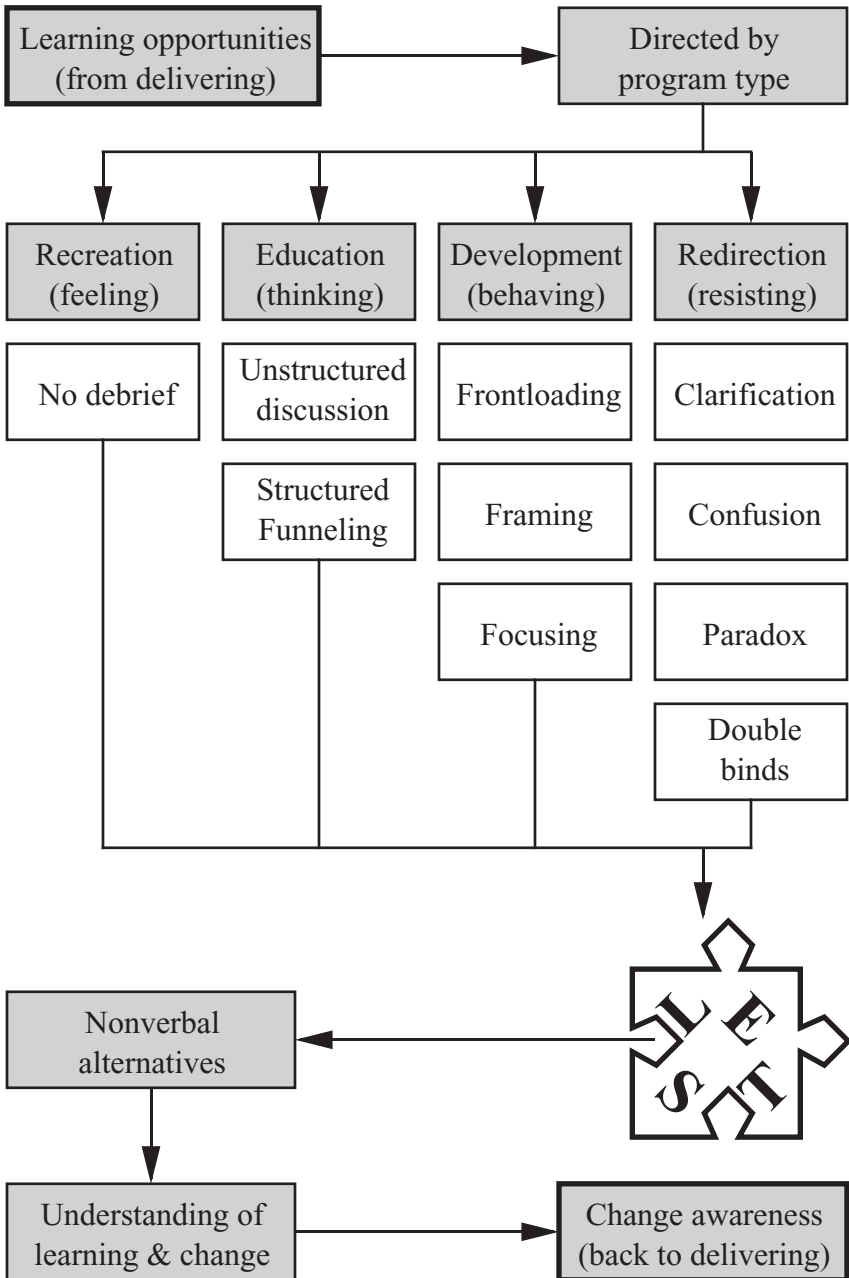 Learning opportunities
(from delivering)
Directed by
program type
Recreation
(feeling)
Education
(thinking)
Development
(behaving)
Redirection
(resisting)
No debrief
Unstructured
discussion
Frontloading
Clarification
Structured
Funneling
Framing
Confusion
Focusing
Paradox
Double
binds
L E
S T
Nonverbal
alternatives
Understanding of
learning & change
Change awareness
(back to delivering)